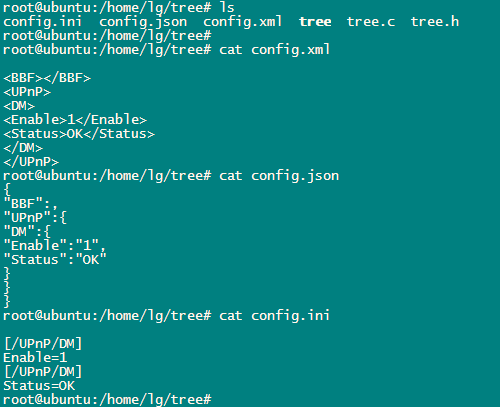 root@ubuntu:/home/lg/tree# ls
config.ini  config.json  config.xml  tree  tree.c  tree.h
root@ubuntu:/home/lg/tree#
root@ubuntu:/home/lg/tree# cat config.xml
<BBF></BBF>
<UPnP>
<DM>
<Enable>1</Enable>
<Status>OK</Status>
</DM>
</UPnP>
root@ubuntu:/home/lg/tree# cat config.json
{
"BBF":,
"UPnP":{
"DM":{
"Enable":"1",
"Status":"OK"
}
}
}
root@ubuntu:/home/lg/tree# cat config.ini
[/UPnP/DM]
Enable=1
[/UPnP/DM]
Status=OK
root@ubuntu:/home/lg/tree#